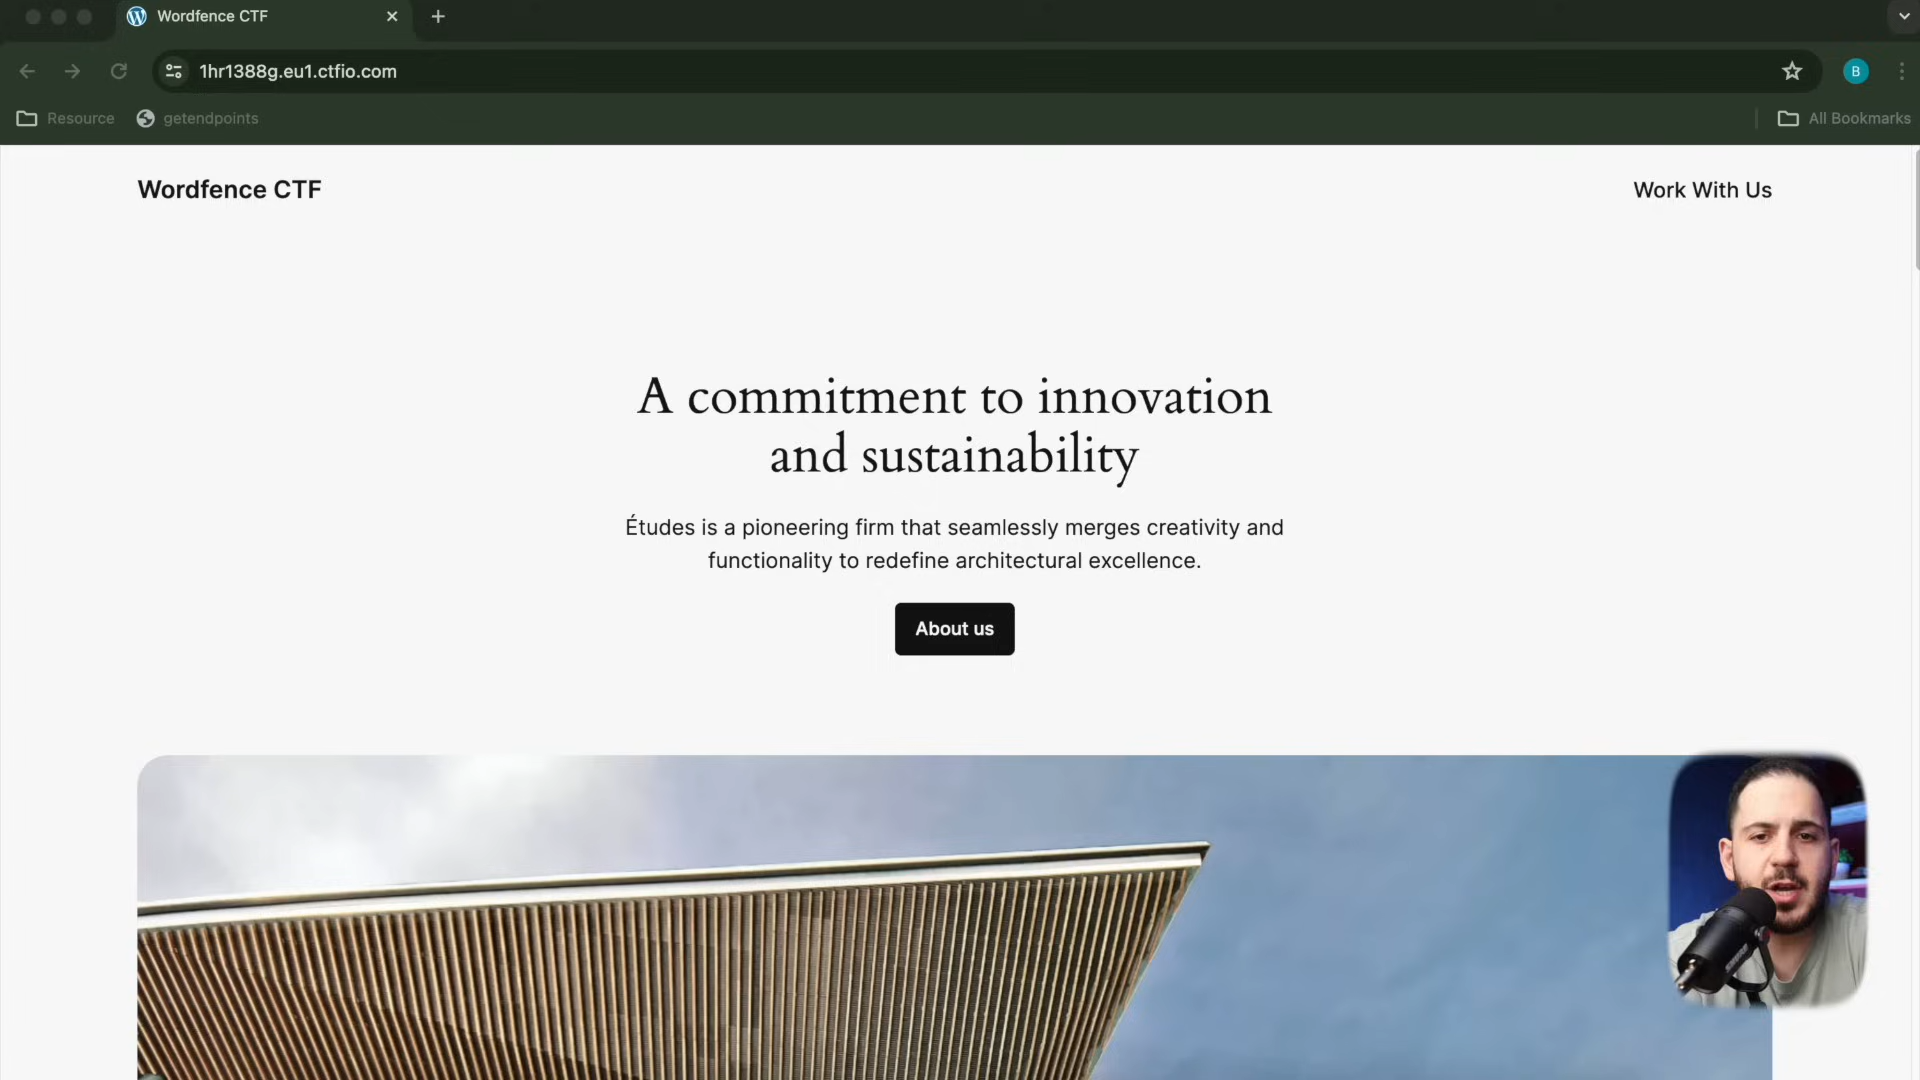 Wordfence CTF
1hr1388g.eu1.ctfio.com
B
Resource
getendpoints
All Bookmarks
Wordfence CTF
Work With Us
A commitment to innovation
and sustainability
Études is a pioneering firm that seamlessly merges creativity and
functionality to redefine architectural excellence.
About us